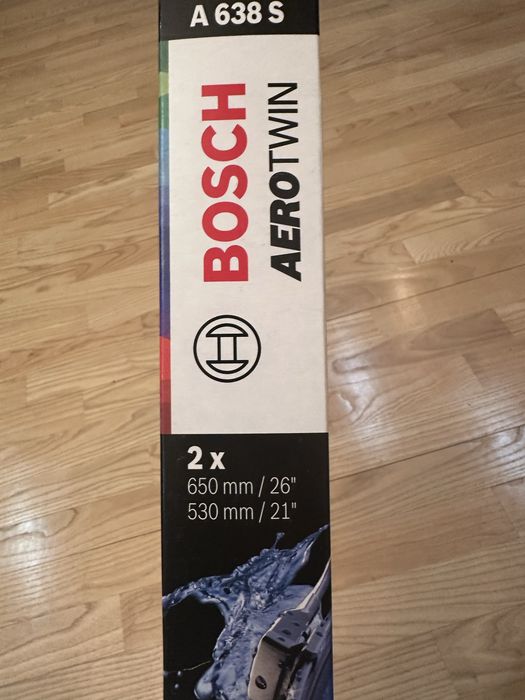 A 638 S
BOSCH
AEROTWIN
2 x
650 mm / 26"
530 mm / 21"